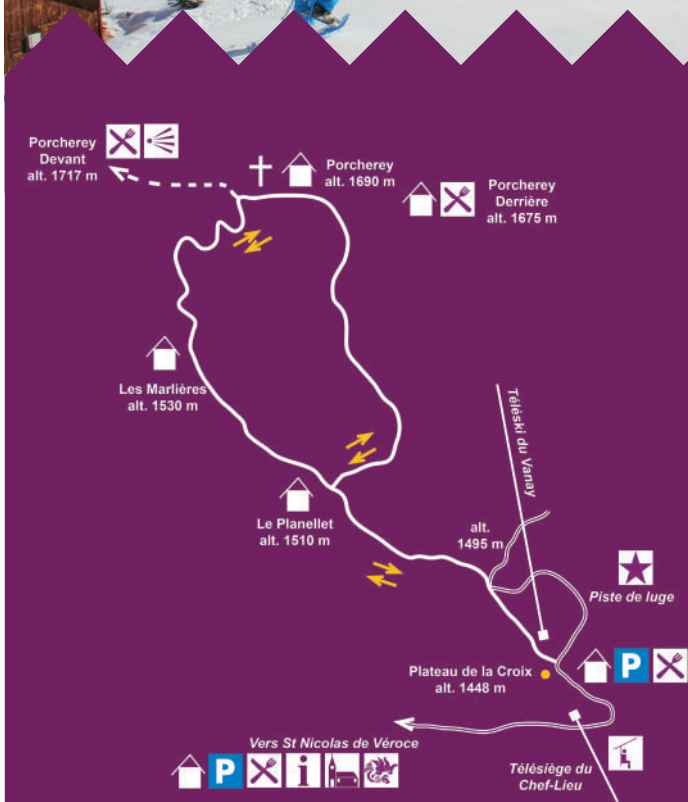 Porcherey
Devant
alt. 1717 m
Porcherey
alt. 1690 m
Porcherey
Derrière
alt. 1675 m
Les Marlières
alt. 1530 m
Téléski du Vanay
Le Planellet
alt. 1510 m
alt.
1495 m
Piste de luge
Plateau de la Croix
alt. 1448 m
P
Vers St Nicolas de Véroce
P
i
Télésiège du
Chef-Lieu